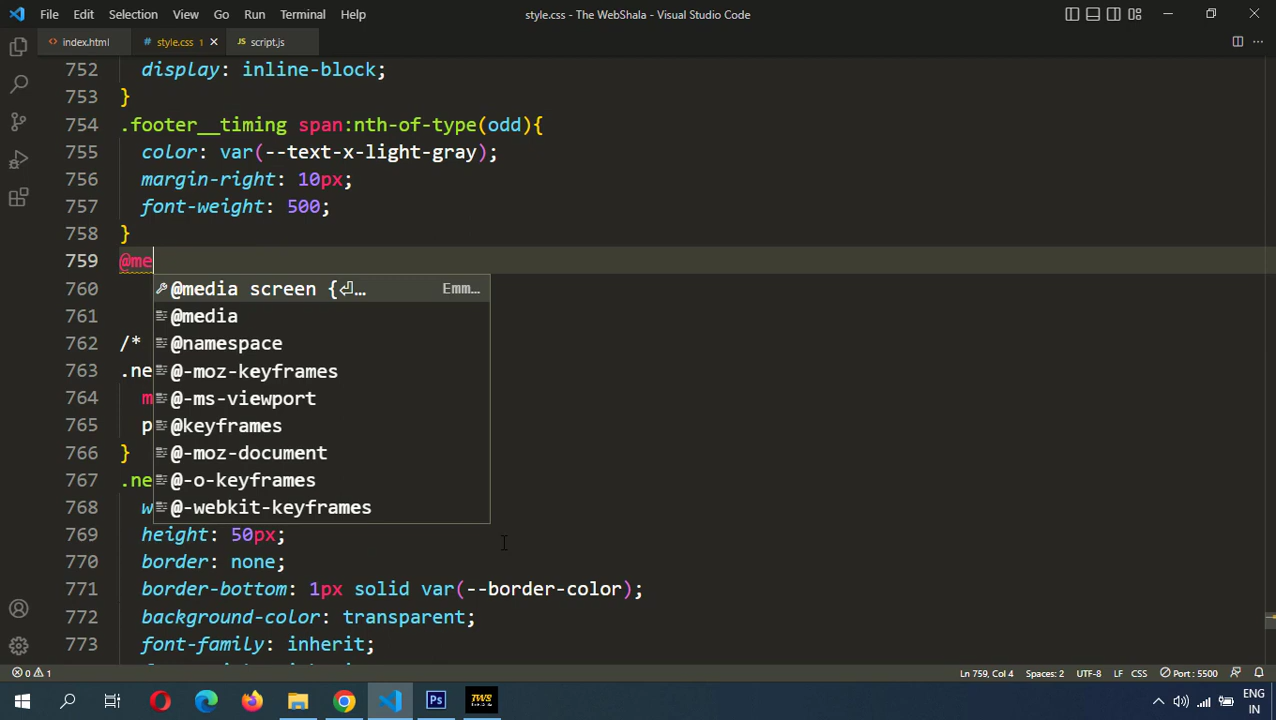 File Edit Selection View Go Run Terminal Help
style.css - The WebShala - Visual Studio Code
index.html
style.css 1
JS script.js
752 display: inline-block;
753 }
754 .footer__timing span:nth-of-type(odd){
755 color: var(--text-x-light-gray);
756 margin-right: 10px;
757 font-weight: 500;
758 }
759 @me
760 @media screen {⏎… Emm…
761 @media
762 /* @namespace
763 .ne @-moz-keyframes
764 m @-ms-viewport
765 p @keyframes
766 } @-moz-document
767 .ne @-o-keyframes
768 w @-webkit-keyframes
769 height: 50px;
770 border: none;
771 border-bottom: 1px solid var(--border-color);
772 background-color: transparent;
773 font-family: inherit;
0 1
Ln 759, Col 4 Spaces: 2 UTF-8 LF CSS Port : 5500
Ps
TWS
ENG
IN